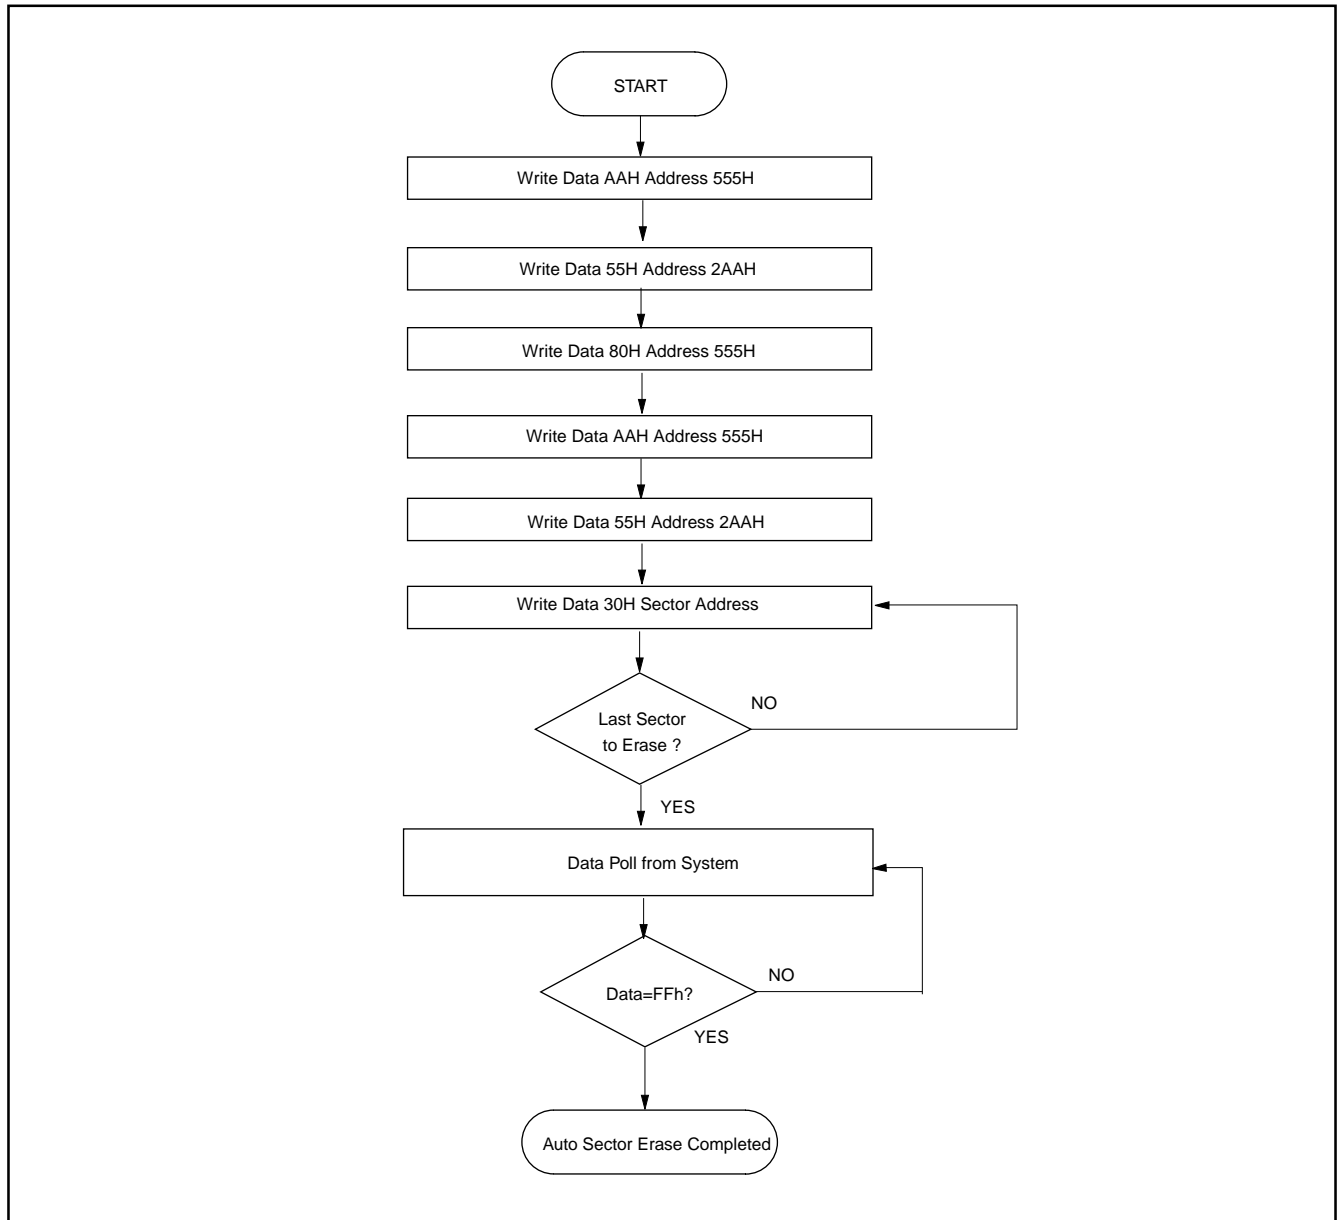 START
Write Data AAH Address 555H
Write Data 55H Address 2AAH
Write Data 80H Address 555H
Write Data AAH Address 555H
Write Data 55H Address 2AAH
Write Data 30H Sector Address
NO
Last Sector
to Erase ?
YES
Data Poll from System
NO
Data=FFh?
YES
Auto Sector Erase Completed